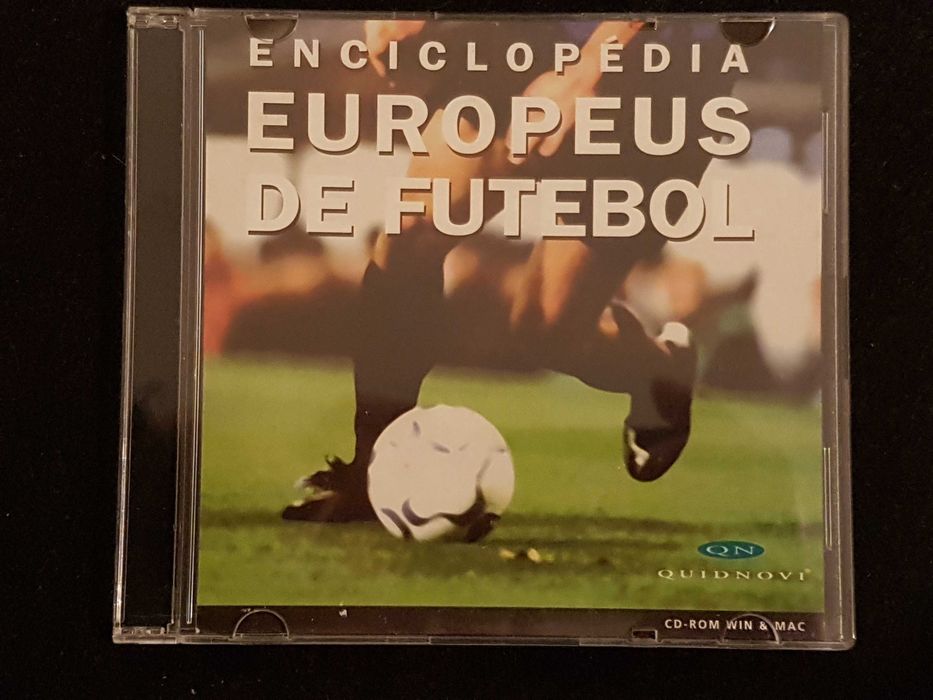 ENCICLOPÉDIA
EUROPEUS
DE FUTEBOL
QN
QUIDNOVI
CD-ROM WIN & MAC